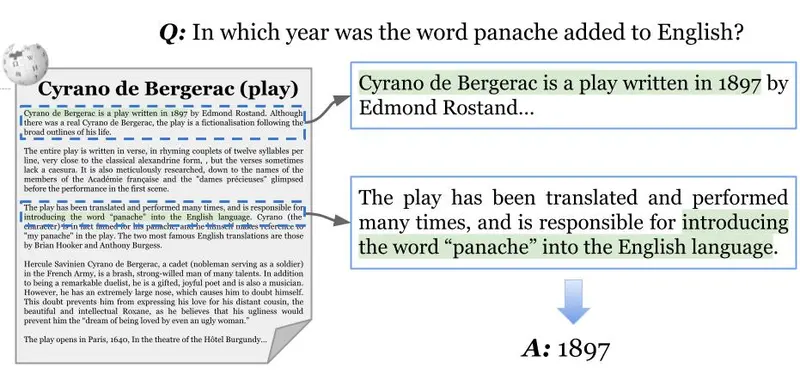 Q: In which year was the word panache added to English?
Cyrano de Bergerac (play)
Cyrano de Bergerac is a play written in 1897 by Edmond Rostand. Although
there was a real Cyrano de Bergerac, the play is a fictionalisation following the
broad outlines of his life.
The entire play is written in verse, in rhyming couplets of twelve syllables per
line, very close to the classical alexandrine form, , but the verses sometimes
lack a caesura. It is also meticulously researched, down to the names of the
members of the Académie française and the "dames précieuses" glimpsed
before the performance in the first scene.
The play has been translated and performed many times, and is responsible for
introducing the word "panache" into the English language. Cyrano (the
character) is in fact famed for his panache, and he himself makes reference to
"my panache" in the play. The two most famous English translations are those
by Brian Hooker and Anthony Burgess.
Hercule Savinien Cyrano de Bergerac, a cadet (nobleman serving as a soldier)
in the French Army, is a brash, strong-willed man of many talents. In addition
to being a remarkable duelist, he is a gifted, joyful poet and is also a musician.
However, he has an extremely large nose, which causes him to doubt himself.
This doubt prevents him from expressing his love for his distant cousin, the
beautiful and intellectual Roxane, as he believes that his ugliness would
prevent him the "dream of being loved by even an ugly woman."
The play opens in Paris, 1640, In the theatre of the Hôtel Burgundy...
Cyrano de Bergerac is a play written in 1897 by
Edmond Rostand...
The play has been translated and performed
many times, and is responsible for introducing
the word "panache" into the English language.
A: 1897